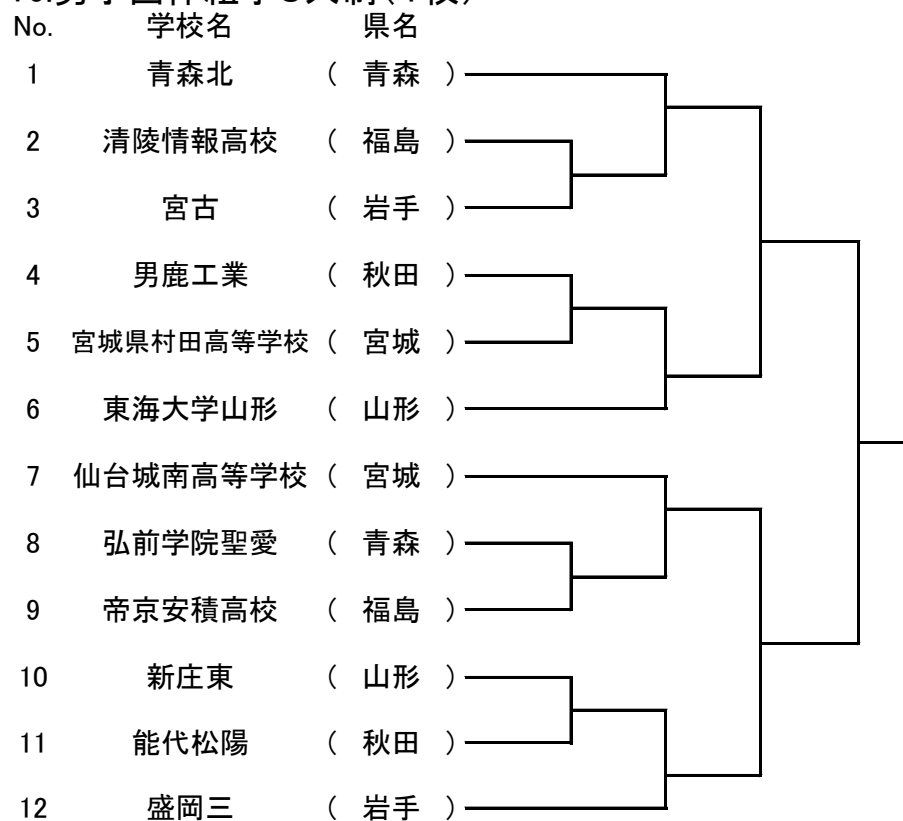 No. 学校名 県名
1 青森北 ( 青森 )
2 清陵情報高校 ( 福島 )
3 宮古 ( 岩手 )
4 男鹿工業 ( 秋田 )
5 宮城県村田高等学校 ( 宮城 )
6 東海大学山形 ( 山形 )
7 仙台城南高等学校 ( 宮城 )
8 弘前学院聖愛 ( 青森 )
9 帝京安積高校 ( 福島 )
10 新庄東 ( 山形 )
11 能代松陽 ( 秋田 )
12 盛岡三 ( 岩手 )